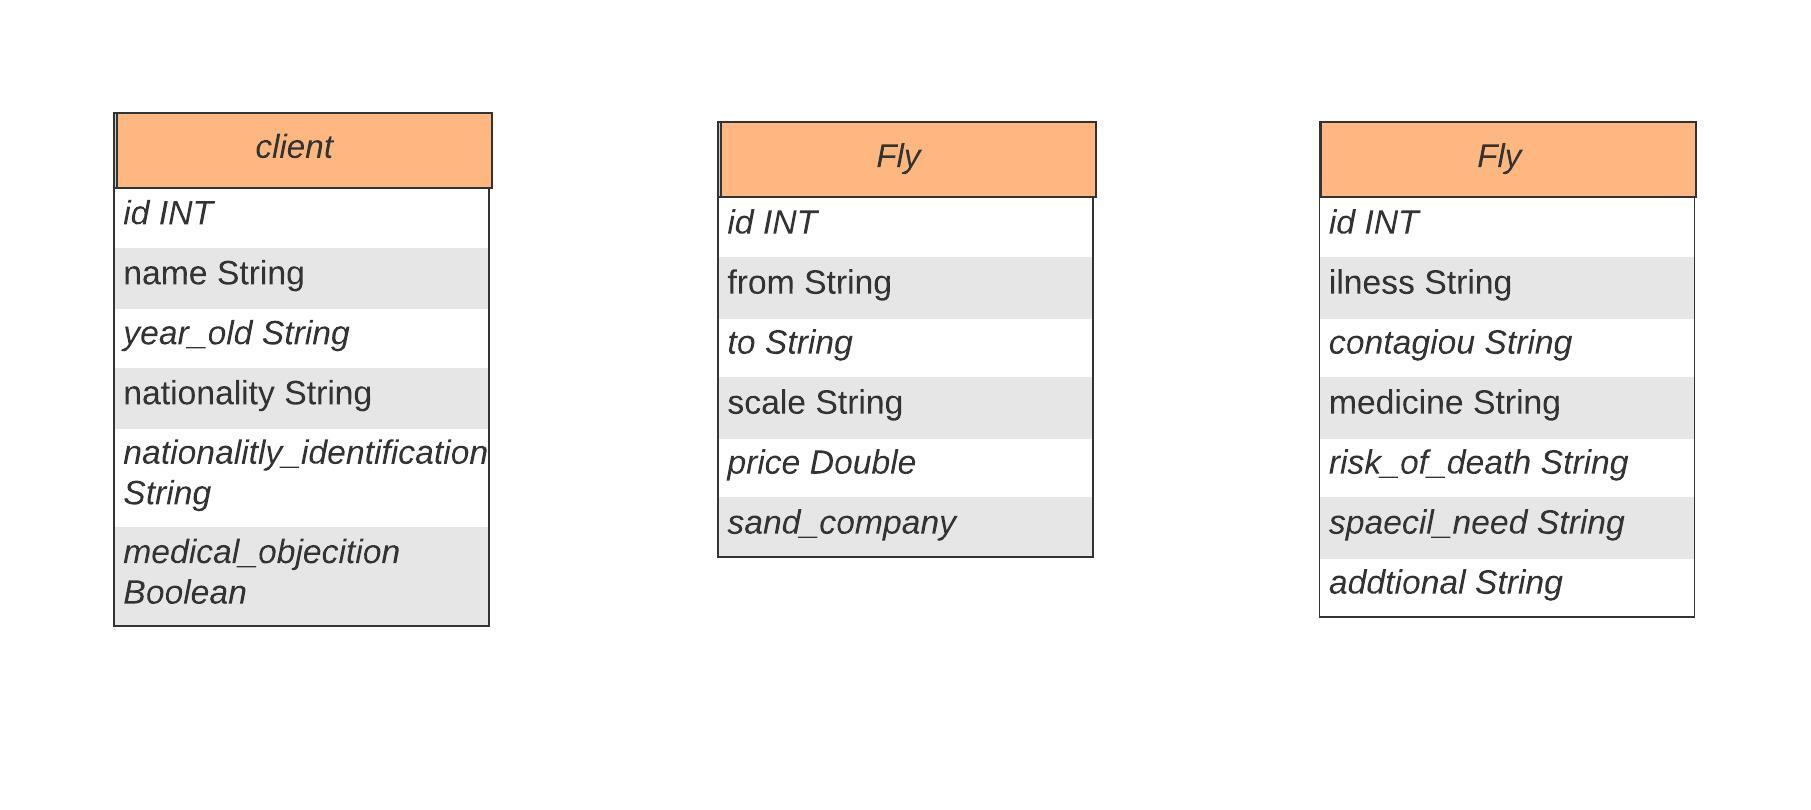 client
id INT
name String
year_old String
nationality String
nationalitly_identification
String
medical_objecition
Boolean
Fly
id INT
from String
to String
scale String
price Double
sand_company
Fly
id INT
ilness String
contagiou String
medicine String
risk_of_death String
spaecil_need String
addtional String